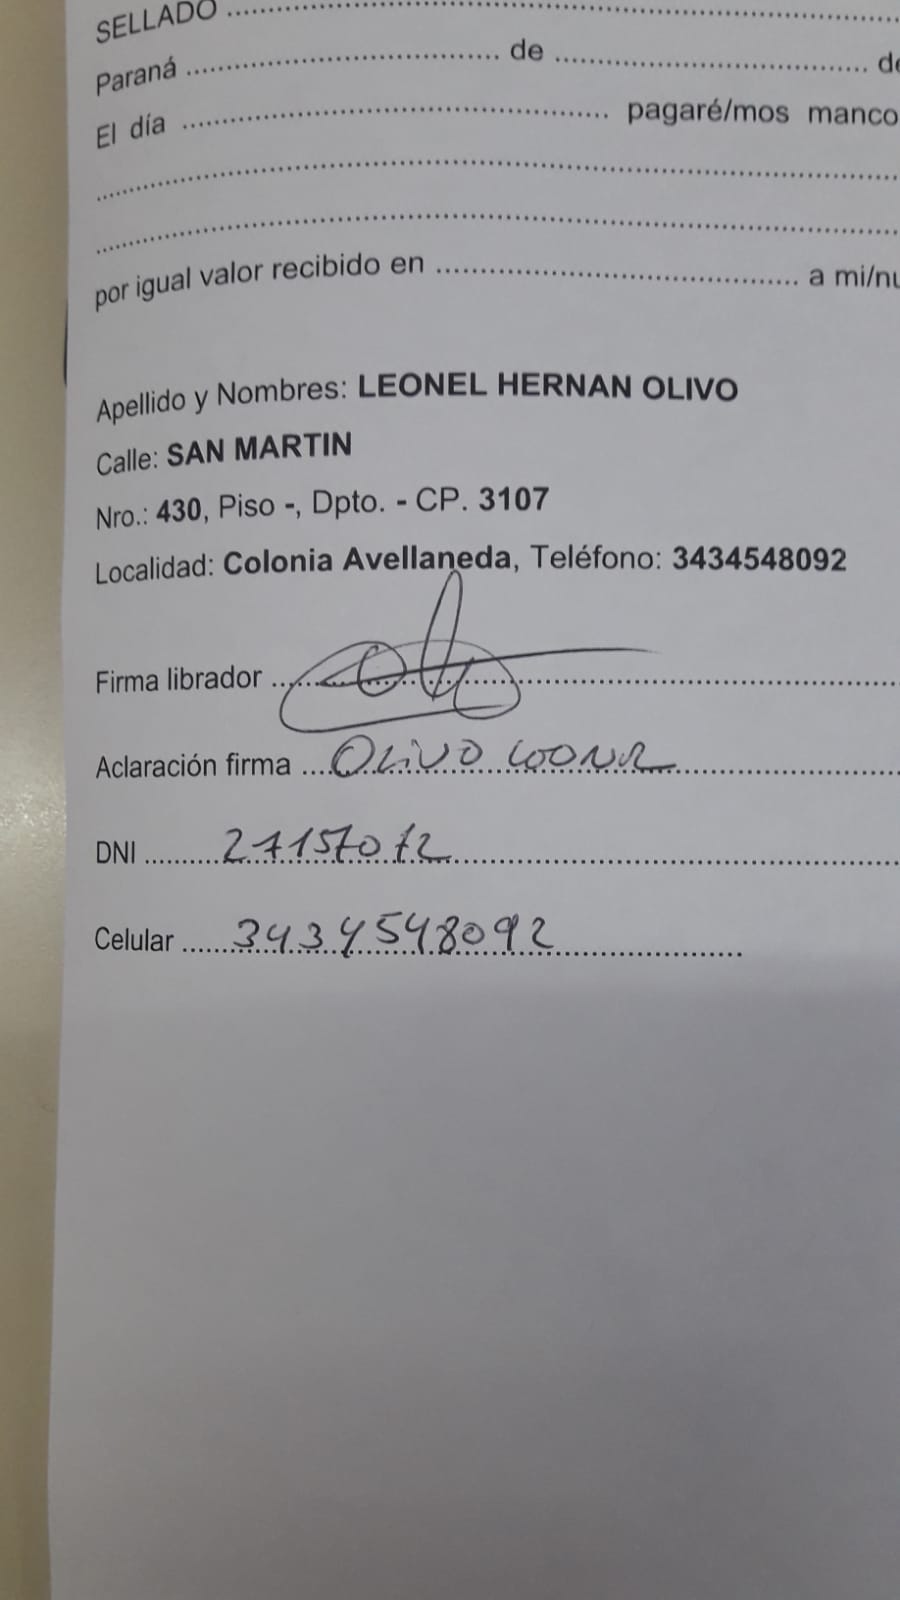 SELLADO ........................................
Paraná ........................ de ........................ de
El día ........................ pagaré/mos manco
........................................
........................................
por igual valor recibido en ........................ a mi/nu
Apellido y Nombres: LEONEL HERNAN OLIVO
Calle: SAN MARTIN
Nro.: 430, Piso -, Dpto. - CP. 3107
Localidad: Colonia Avellaneda, Teléfono: 3434548092
Firma librador ........................
Aclaración firma ... OLIVO ........................
DNI ........................
Celular ...... 3434548092 ........................